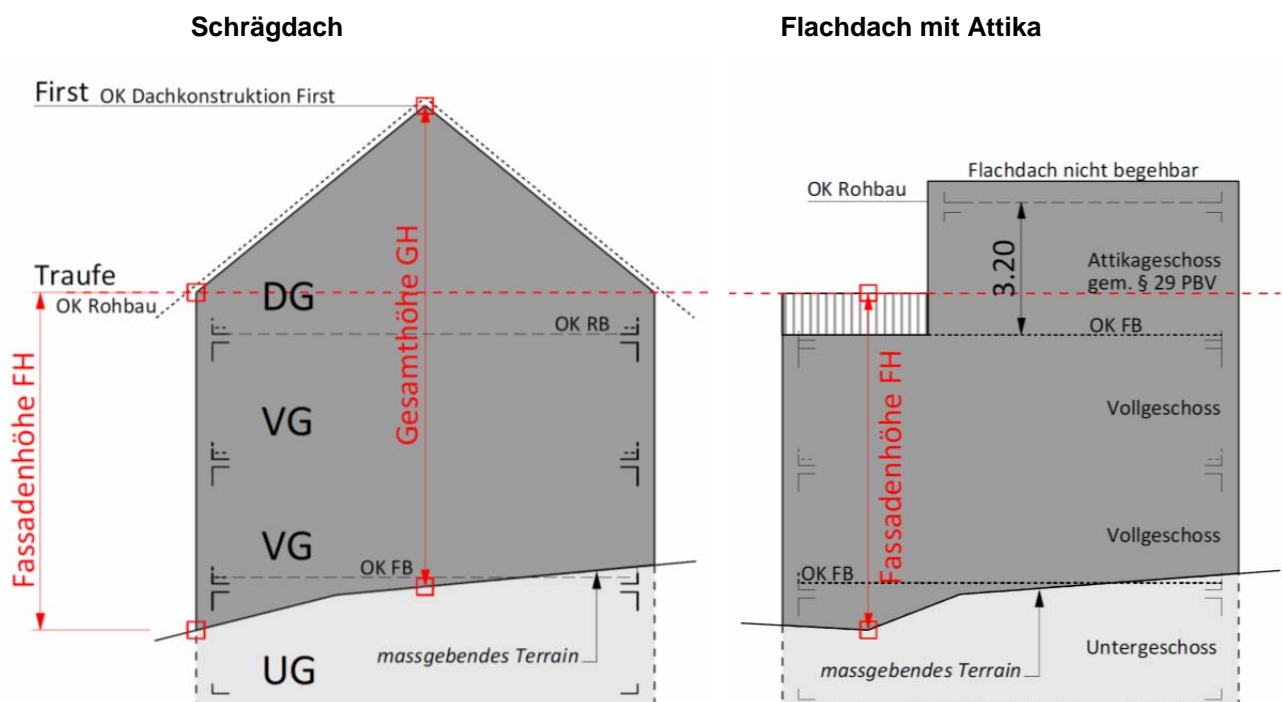 Schrägdach
Flachdach mit Attika
First OK Dachkonstruktion First
Traufe
OK Rohbau
DG
OK RB
Gesamthöhe GH
Fassadenhöhe FH
VG
VG
OK FB
massgebendes Terrain
UG
Flachdach nicht begehbar
OK Rohbau
3.20
Attikageschoss
gem. § 29 PBV
OK FB
Fassadenhöhe FH
Vollgeschoss
Vollgeschoss
OK FB
Untergeschoss
massgebendes Terrain